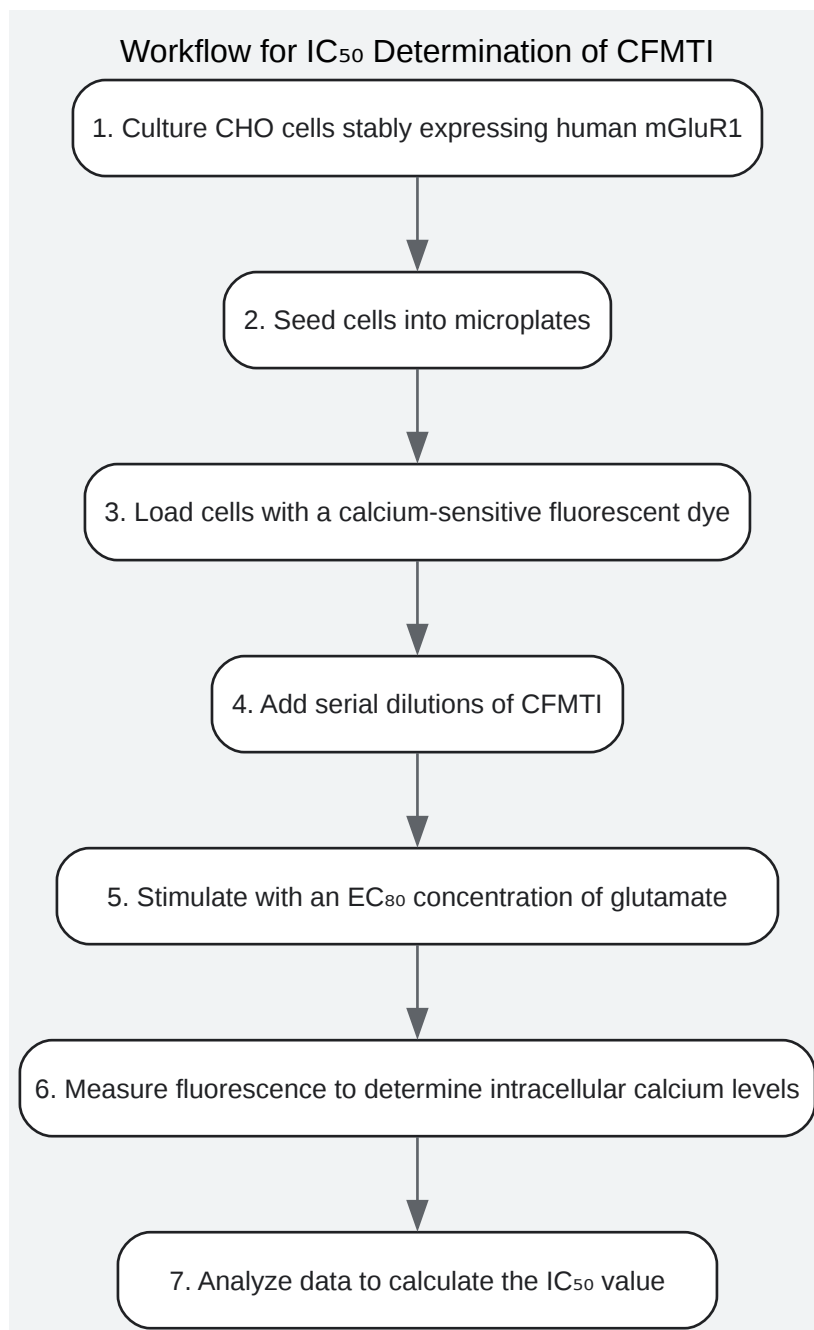 Workflow for IC₅₀ Determination of CFMTI
1. Culture CHO cells stably expressing human mGluR1
2. Seed cells into microplates
3. Load cells with a calcium-sensitive fluorescent dye
4. Add serial dilutions of CFMTI
5. Stimulate with an EC₈₀ concentration of glutamate
6. Measure fluorescence to determine intracellular calcium levels
7. Analyze data to calculate the IC₅₀ value